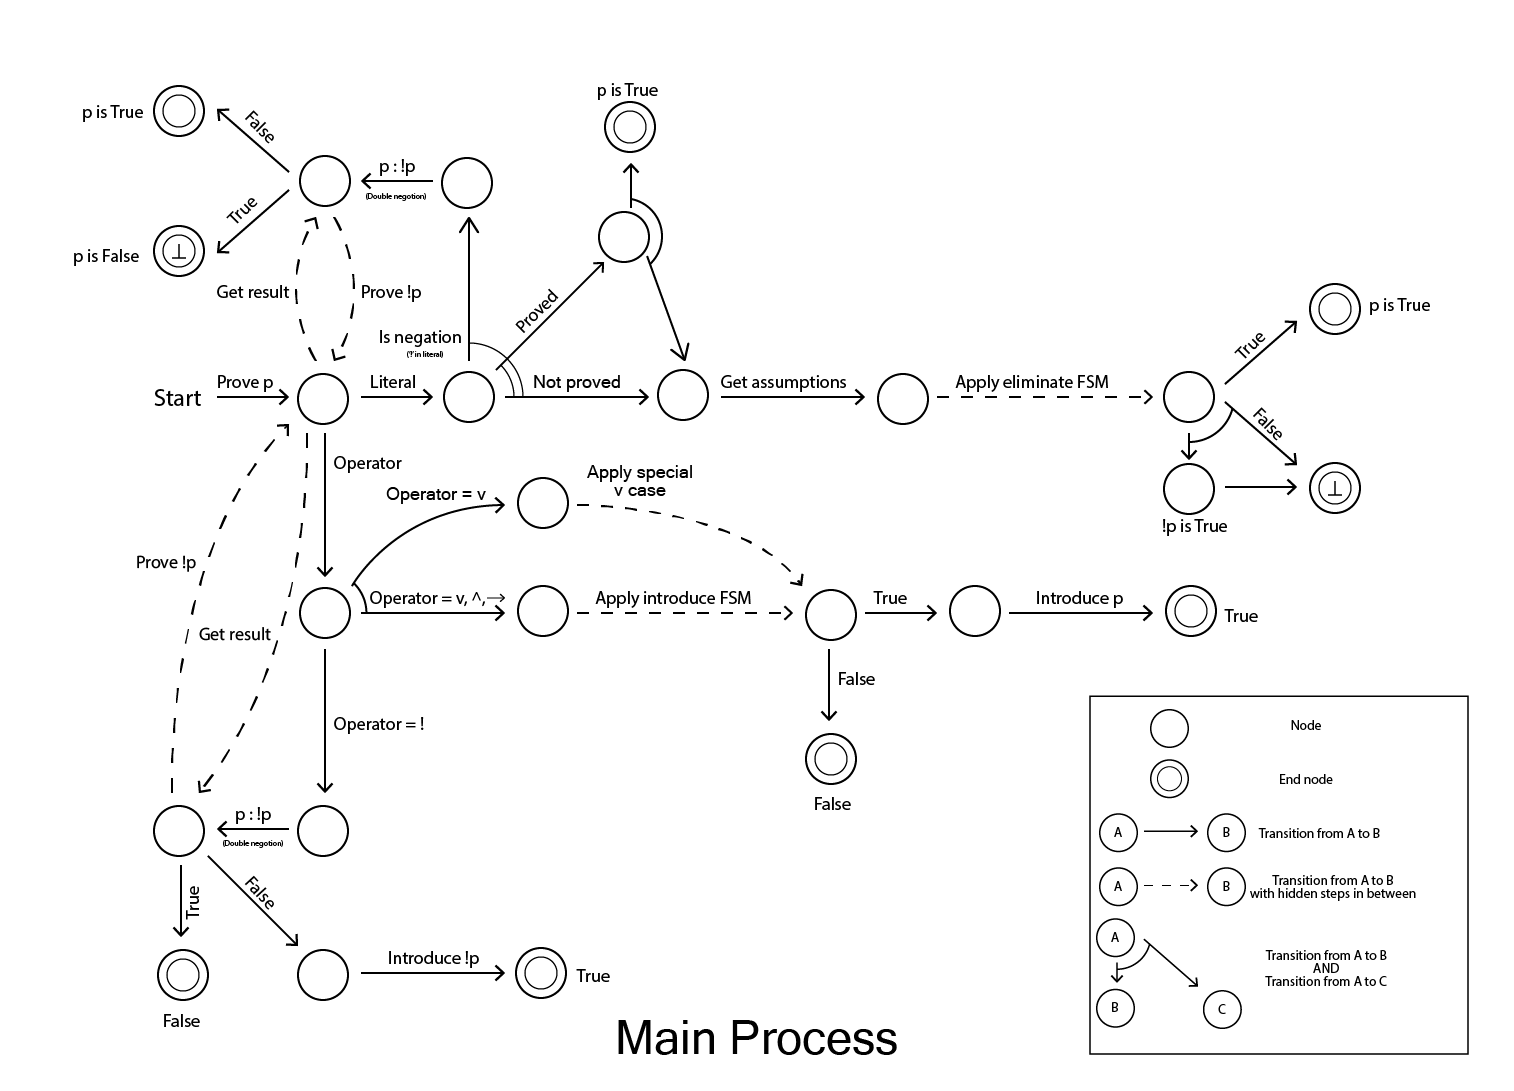 p is True
p is True
False
p : !p
(Double negotion)
True
p is False
⊥
Get result
Prove !p
Proved
Is negation
('!' in literal)
Start
Prove p
Literal
Not proved
Get assumptions
Apply eliminate FSM
True
p is True
False
⊥
!p is True
Operator
Operator = v
Apply special
v case
Prove !p
Operator = v, ^, →
Apply introduce FSM
True
Introduce p
True
Get result
False
False
Operator = !
p : !p
(Double negotion)
True
False
False
Introduce !p
True
Node
End node
A
B
Transition from A to B
A
B
Transition from A to B
with hidden steps in between
A
B
C
Transition from A to B
AND
Transition from A to C
Main Process